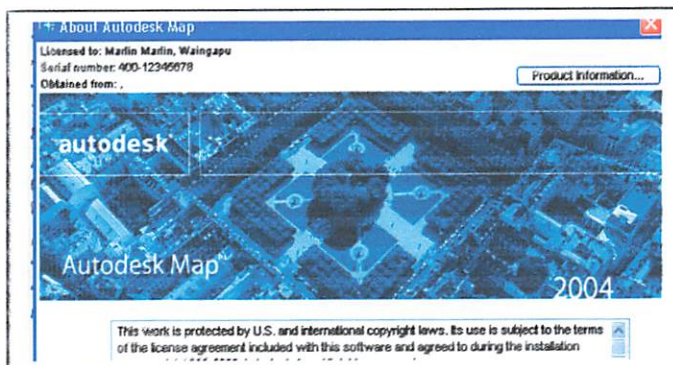 About Autodesk Map
Licensed to: Marlin Marlin, Waingapu
Serial number: 400-12345678
Obtained from: ,
Product Information...
autodesk
Autodesk Map
2004
This work is protected by U.S. and international copyright laws. Its use is subject to the terms
of the license agreement included with this software and agreed to during the installation